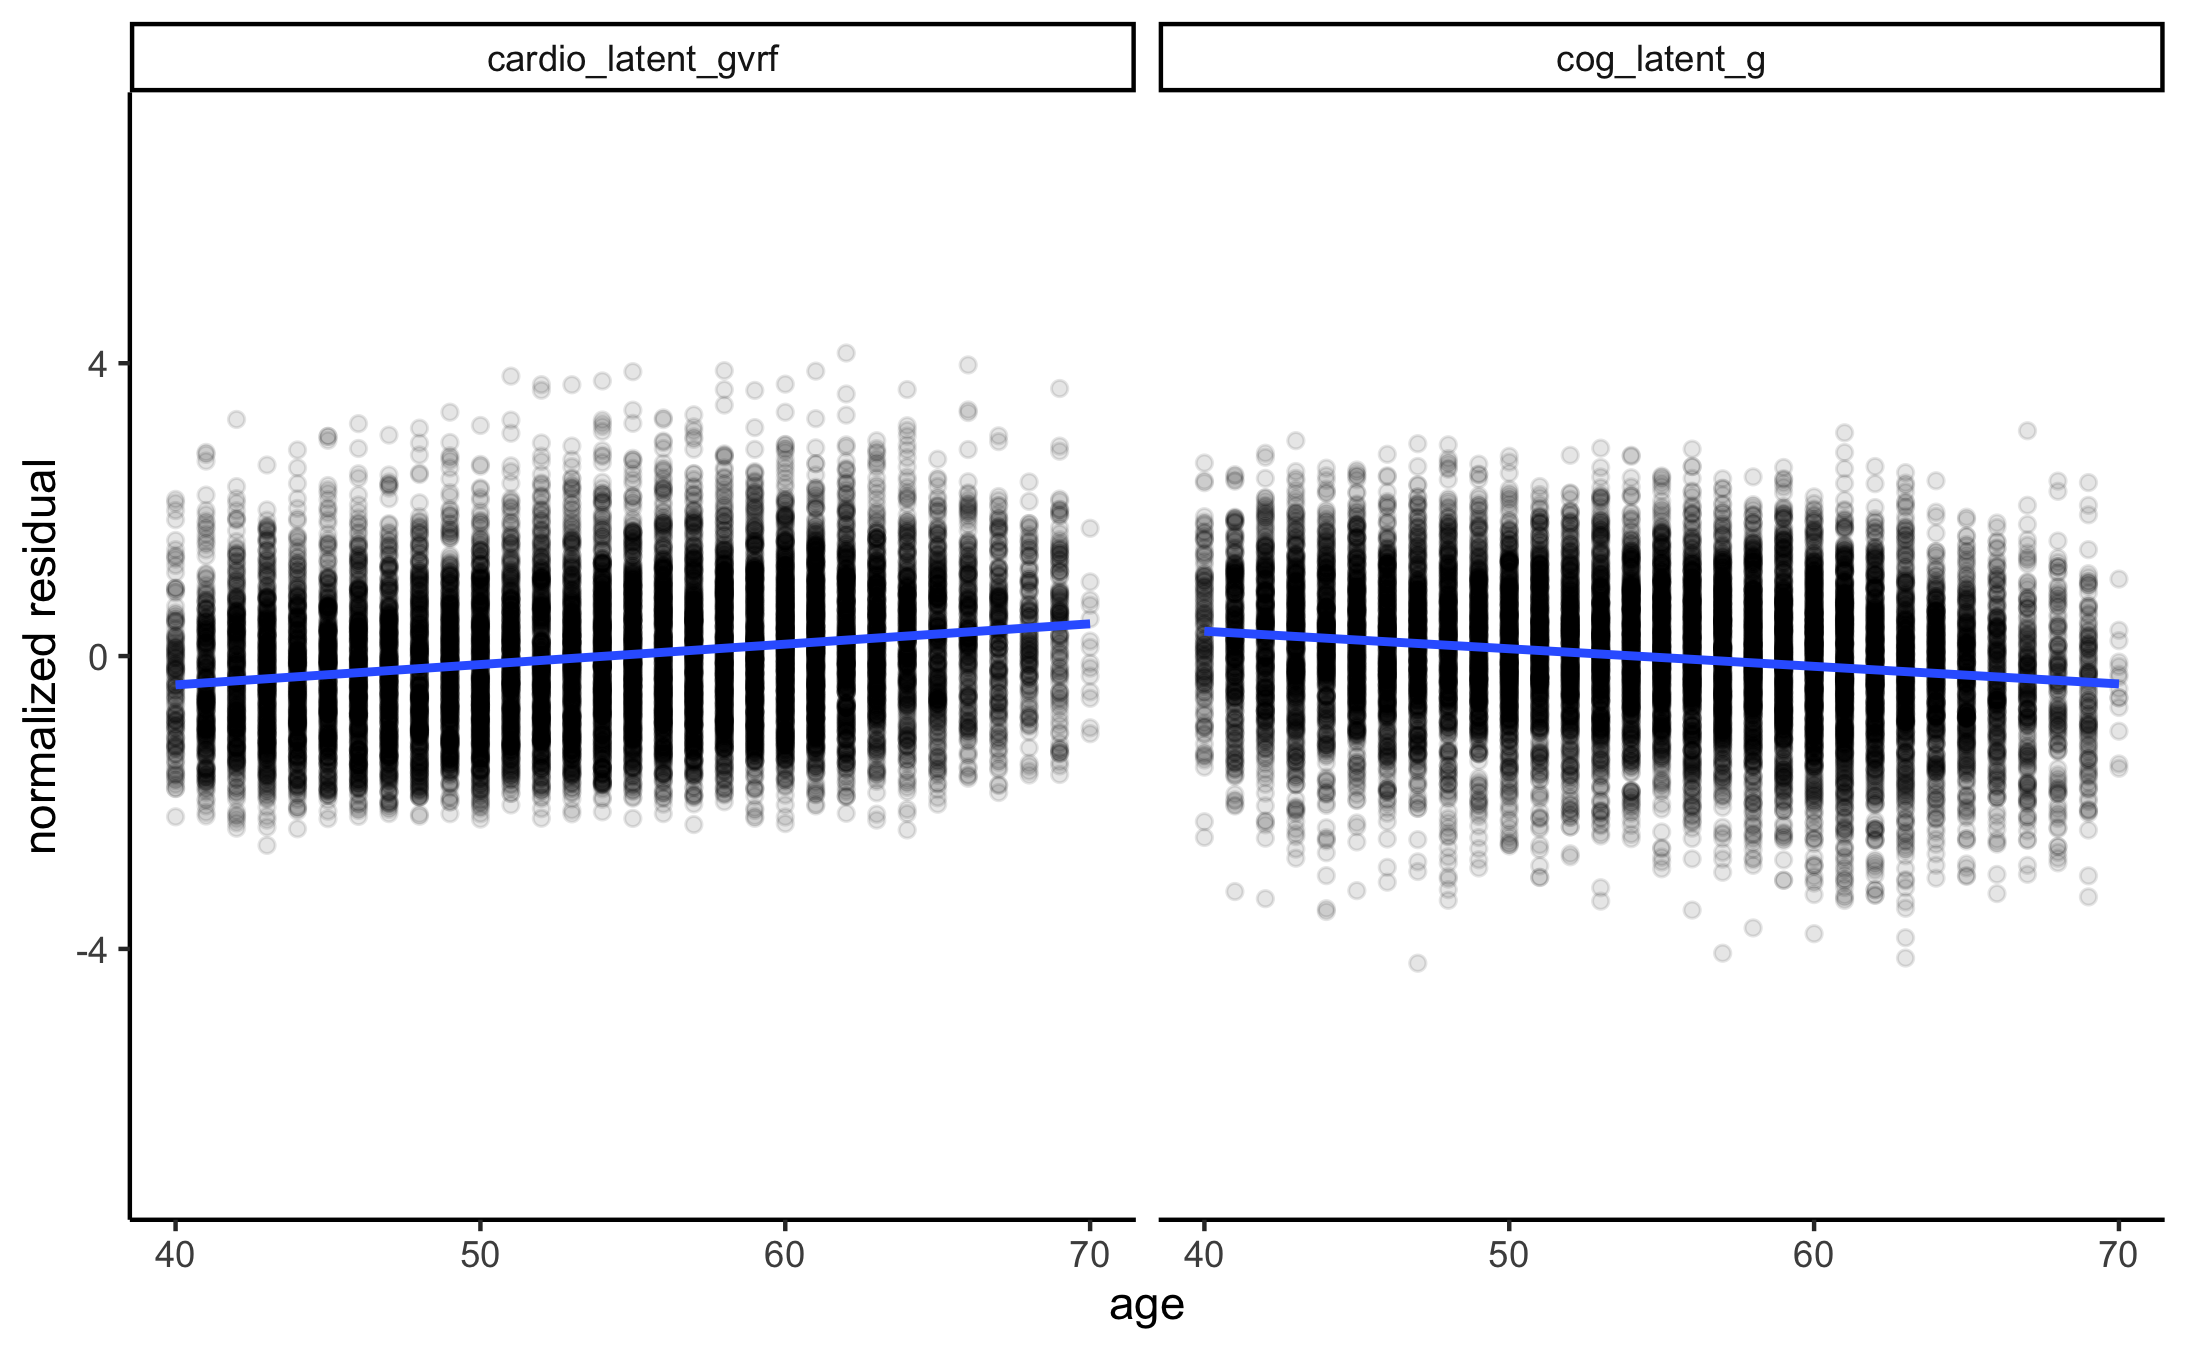 cardio_latent_gvrf
cog_latent_g
normalized residual
4
0
-4
40 50 60 70
40 50 60 70
age